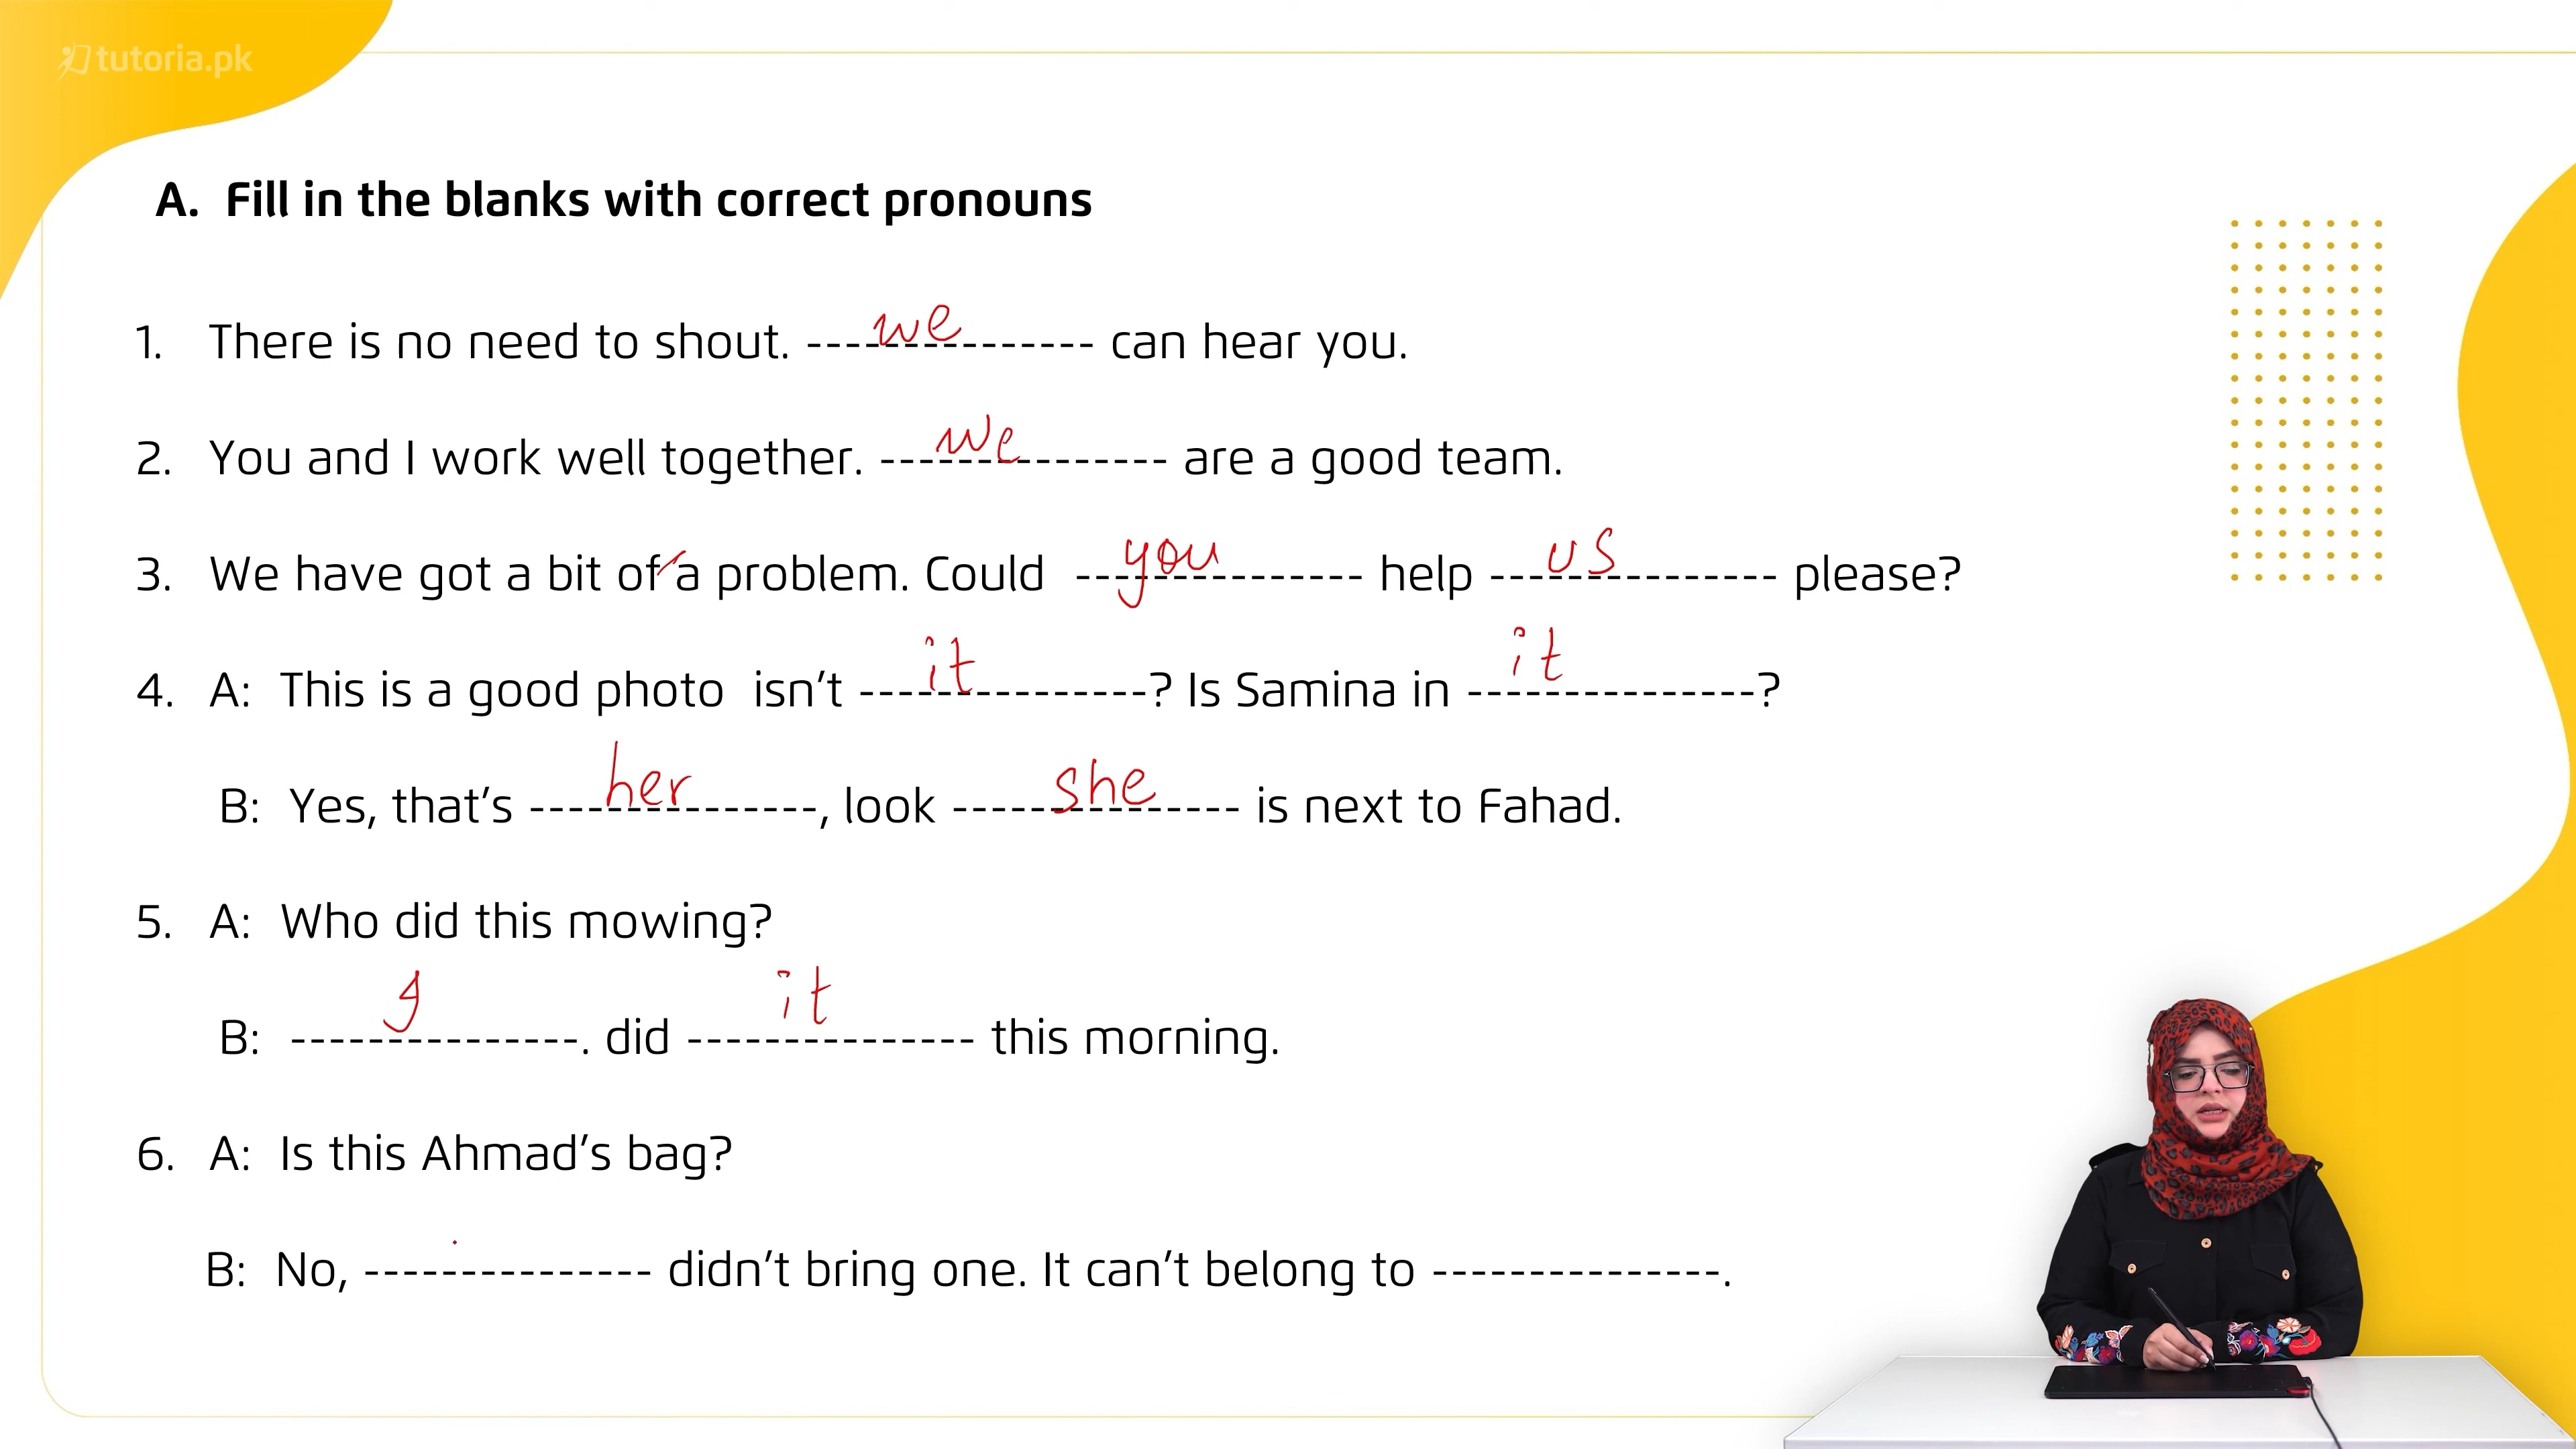 tutoria.pk
A. Fill in the blanks with correct pronouns
1. There is no need to shout. ---------------we can hear you.
2. You and I work well together. ---------------we are a good team.
3. We have got a bit of a problem. Could ---------------you help ---------------us please?
4. A: This is a good photo isn't ---------------it? Is Samina in ---------------it?
B: Yes, that's ---------------her, look ---------------she is next to Fahad.
5. A: Who did this mowing?
B: ---------------I. did ---------------it this morning.
6. A: Is this Ahmad's bag?
B: No, --------------- didn't bring one. It can't belong to ---------------.